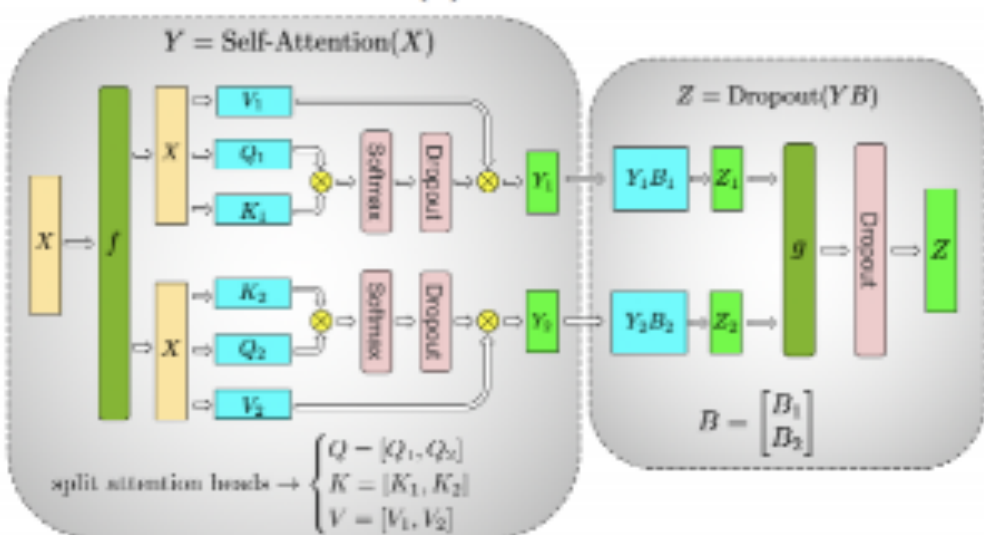 Y = Self-Attention(X)
Z = Dropout(YB)
X
f
X
V₁
Q₁
K₁
Softmax
Dropout
Y₁
Y₁B₁
Z₁
X
K₂
Q₂
V₂
Softmax
Dropout
Y₂
Y₂B₂
Z₂
g
Dropout
Z
split attention heads → { Q = [Q₁, Q₂]
K = [K₁, K₂]
V = [V₁, V₂]
B = [B₁
B₂]